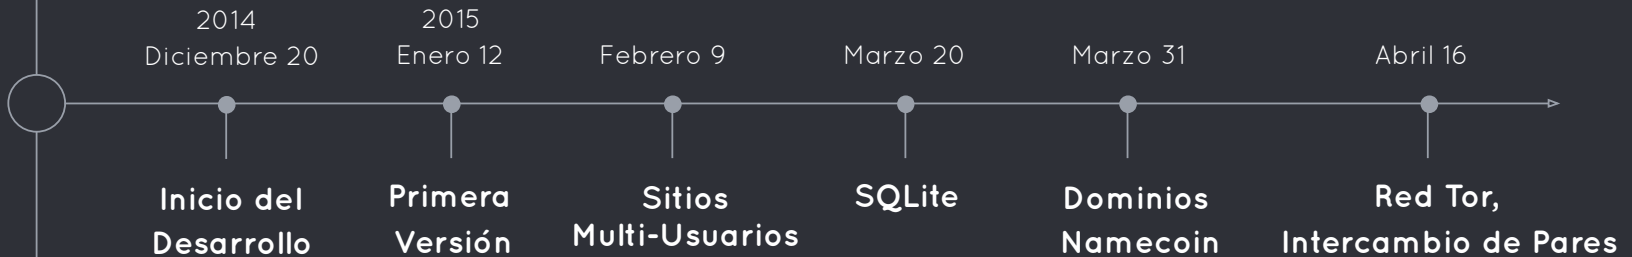 2014
Diciembre 20
2015
Enero 12
Febrero 9
Marzo 20
Marzo 31
Abril 16
Inicio del
Desarrollo
Primera
Versión
Sitios
Multi-Usuarios
SQLite
Dominios
Namecoin
Red Tor,
Intercambio de Pares